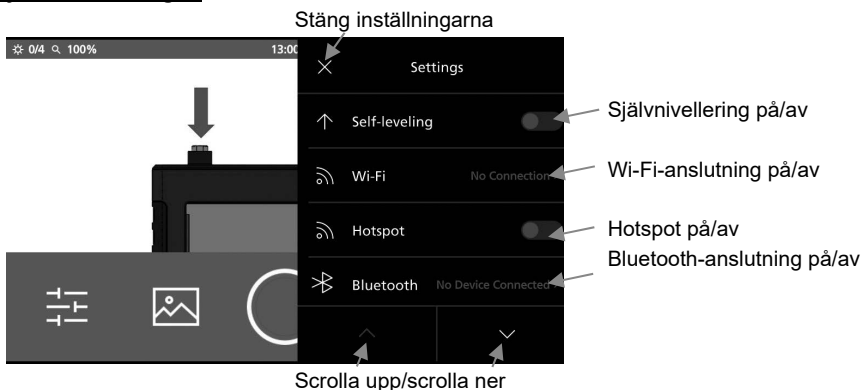 Stäng inställningarna
0/4 100% 13:00
Settings
Self-leveling
Självnivellering på/av
Wi-Fi No Connection
Wi-Fi-anslutning på/av
Hotspot
Hotspot på/av
Bluetooth-anslutning på/av
Bluetooth No Device Connected
Scrolla upp/scrolla ner